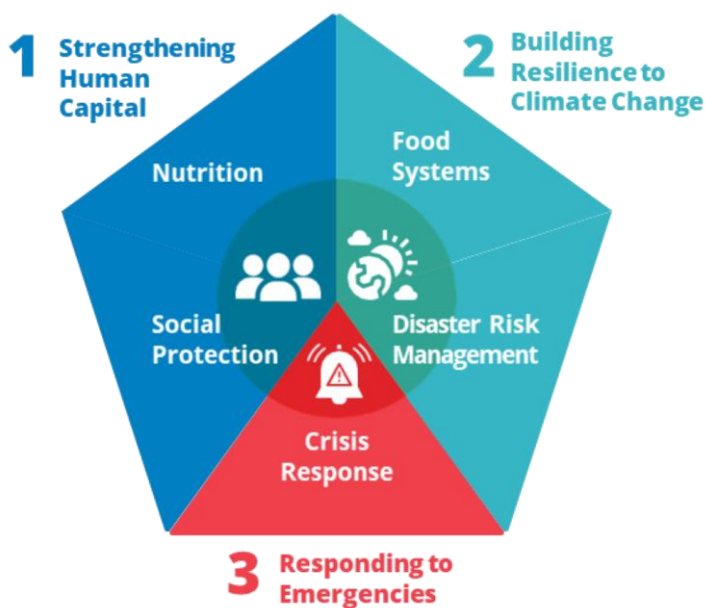 1 Strengthening
Human
Capital
2 Building
Resilience to
Climate Change
Nutrition
Food
Systems
Social
Protection
Disaster Risk
Management
Crisis
Response
3 Responding to
Emergencies